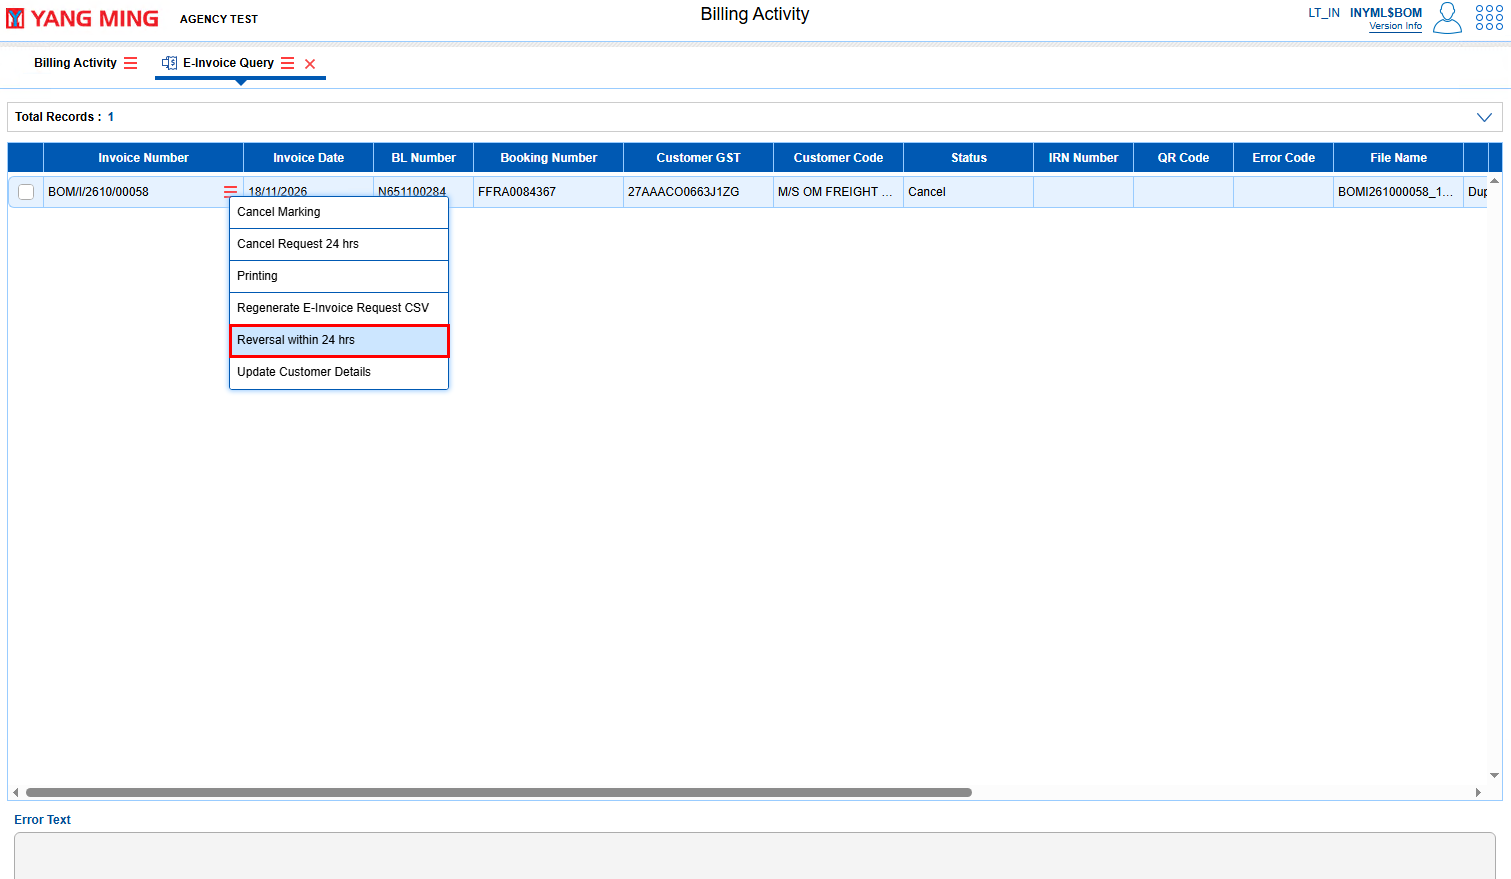 YANG MING AGENCY TEST Billing Activity LT_IN INYML$BOM
Version Info
Billing Activity E-Invoice Query
Total Records : 1
Invoice Number Invoice Date BL Number Booking Number Customer GST Customer Code Status IRN Number QR Code Error Code File Name
BOM/I/2610/00058 18/11/2026 N651100284 FFRA0084367 27AAACO0663J1ZG M/S OM FREIGHT ... Cancel BOMI261000058_1... Dup
Cancel Marking
Cancel Request 24 hrs
Printing
Regenerate E-Invoice Request CSV
Reversal within 24 hrs
Update Customer Details
Error Text